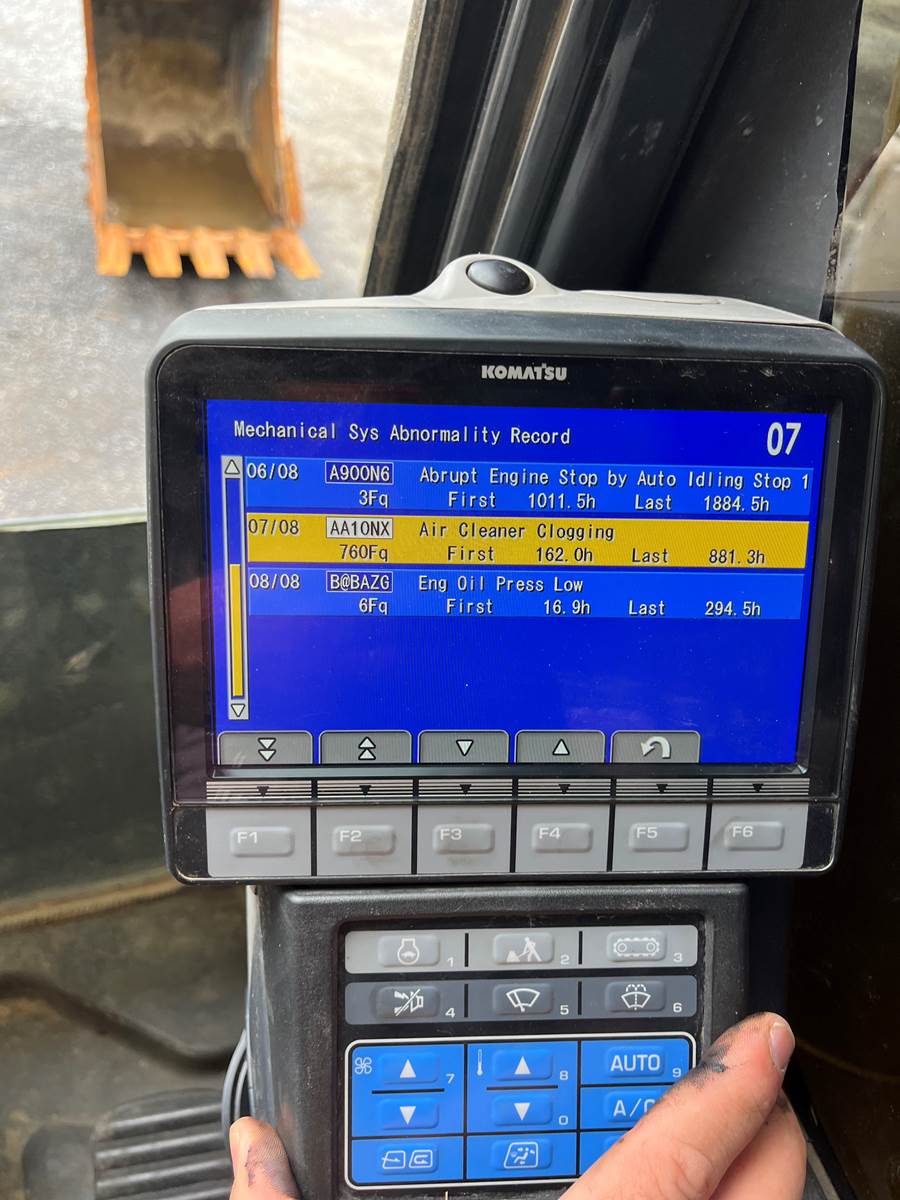 KOMATSU
Mechanical Sys Abnormality Record 07
06/08 A900N6 Abrupt Engine Stop by Auto Idling Stop 1
3Fq First 1011.5h Last 1884.5h
07/08 AA10NX Air Cleaner Clogging
760Fq First 162.0h Last 881.3h
08/08 B@BAZG Eng Oil Press Low
6Fq First 16.9h Last 294.5h
F1 F2 F3 F4 F5 F6
1 2 3
4 5 6
7 8 AUTO 9
0 A/C